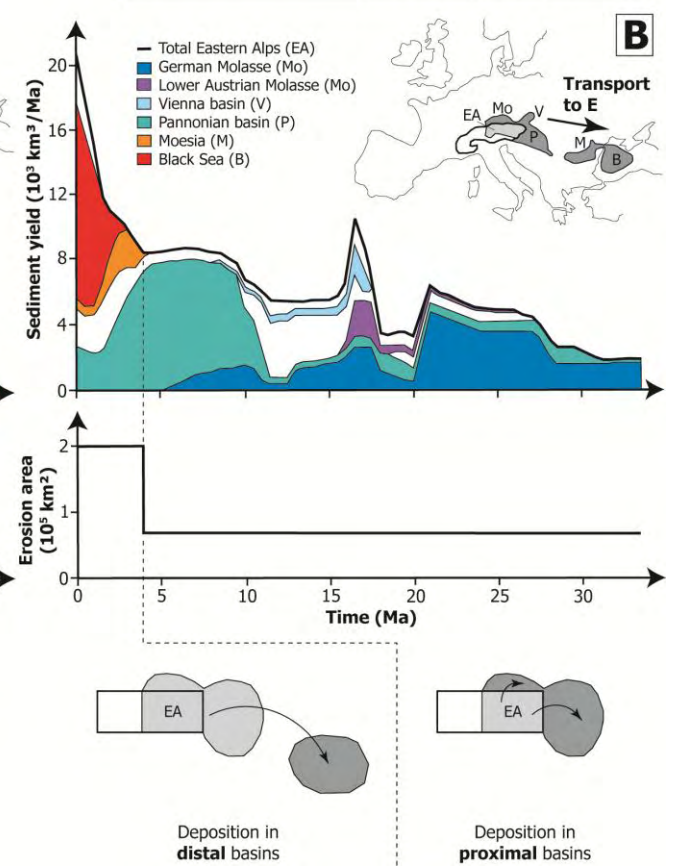 B
Total Eastern Alps (EA)
German Molasse (Mo)
Lower Austrian Molasse (Mo)
Vienna basin (V)
Pannonian basin (P)
Moesia (M)
Black Sea (B)
Sediment yield (10³ km³/Ma)
20
16
12
8
4
0
EA
Mo
V
P
M
B
Transport
to E
Erosion area
(10⁵ km²)
2
1
0
0
5
10
15
20
25
30
Time (Ma)
EA
EA
Deposition in
distal basins
Deposition in
proximal basins